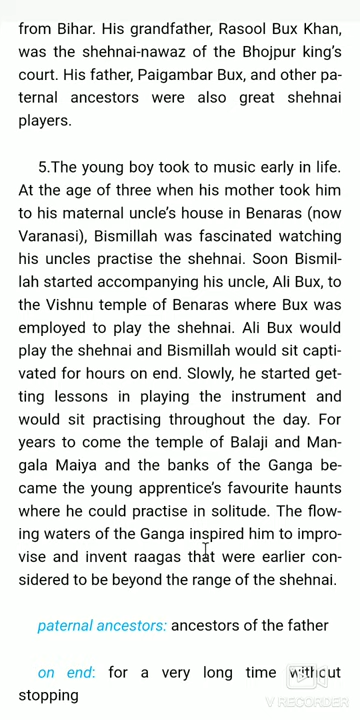 from Bihar. His grandfather, Rasool Bux Khan,
was the shehnai-nawaz of the Bhojpur king's
court. His father, Paigambar Bux, and other pa-
ternal ancestors were also great shehnai
players.
5.The young boy took to music early in life.
At the age of three when his mother took him
to his maternal uncle's house in Benaras (now
Varanasi), Bismillah was fascinated watching
his uncles practise the shehnai. Soon Bismil-
lah started accompanying his uncle, Ali Bux, to
the Vishnu temple of Benaras where Bux was
employed to play the shehnai. Ali Bux would
play the shehnai and Bismillah would sit capti-
vated for hours on end. Slowly, he started get-
ting lessons in playing the instrument and
would sit practising throughout the day. For
years to come the temple of Balaji and Man-
gala Maiya and the banks of the Ganga be-
came the young apprentice's favourite haunts
where he could practise in solitude. The flow-
ing waters of the Ganga inspired him to impro-
vise and invent raagas that were earlier con-
sidered to be beyond the range of the shehnai.
paternal ancestors: ancestors of the father
on end: for a very long time without
stopping
V RECORDER